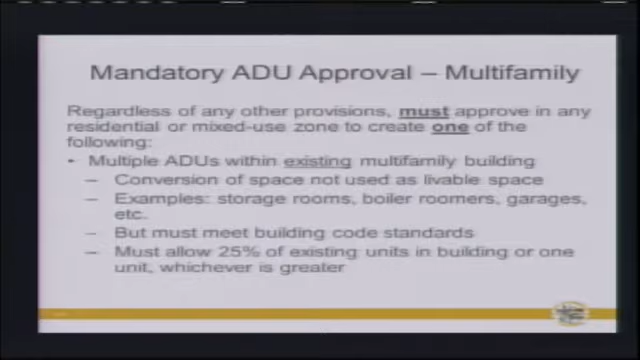 Mandatory ADU Approval – Multifamily
Regardless of any other provisions, must approve in any
residential or mixed-use zone to create one of the
following:
• Multiple ADUs within existing multifamily building
– Conversion of space not used as livable space
– Examples: storage rooms, boiler roomers, garages,
etc.
– But must meet building code standards
– Must allow 25% of existing units in building or one
unit, whichever is greater